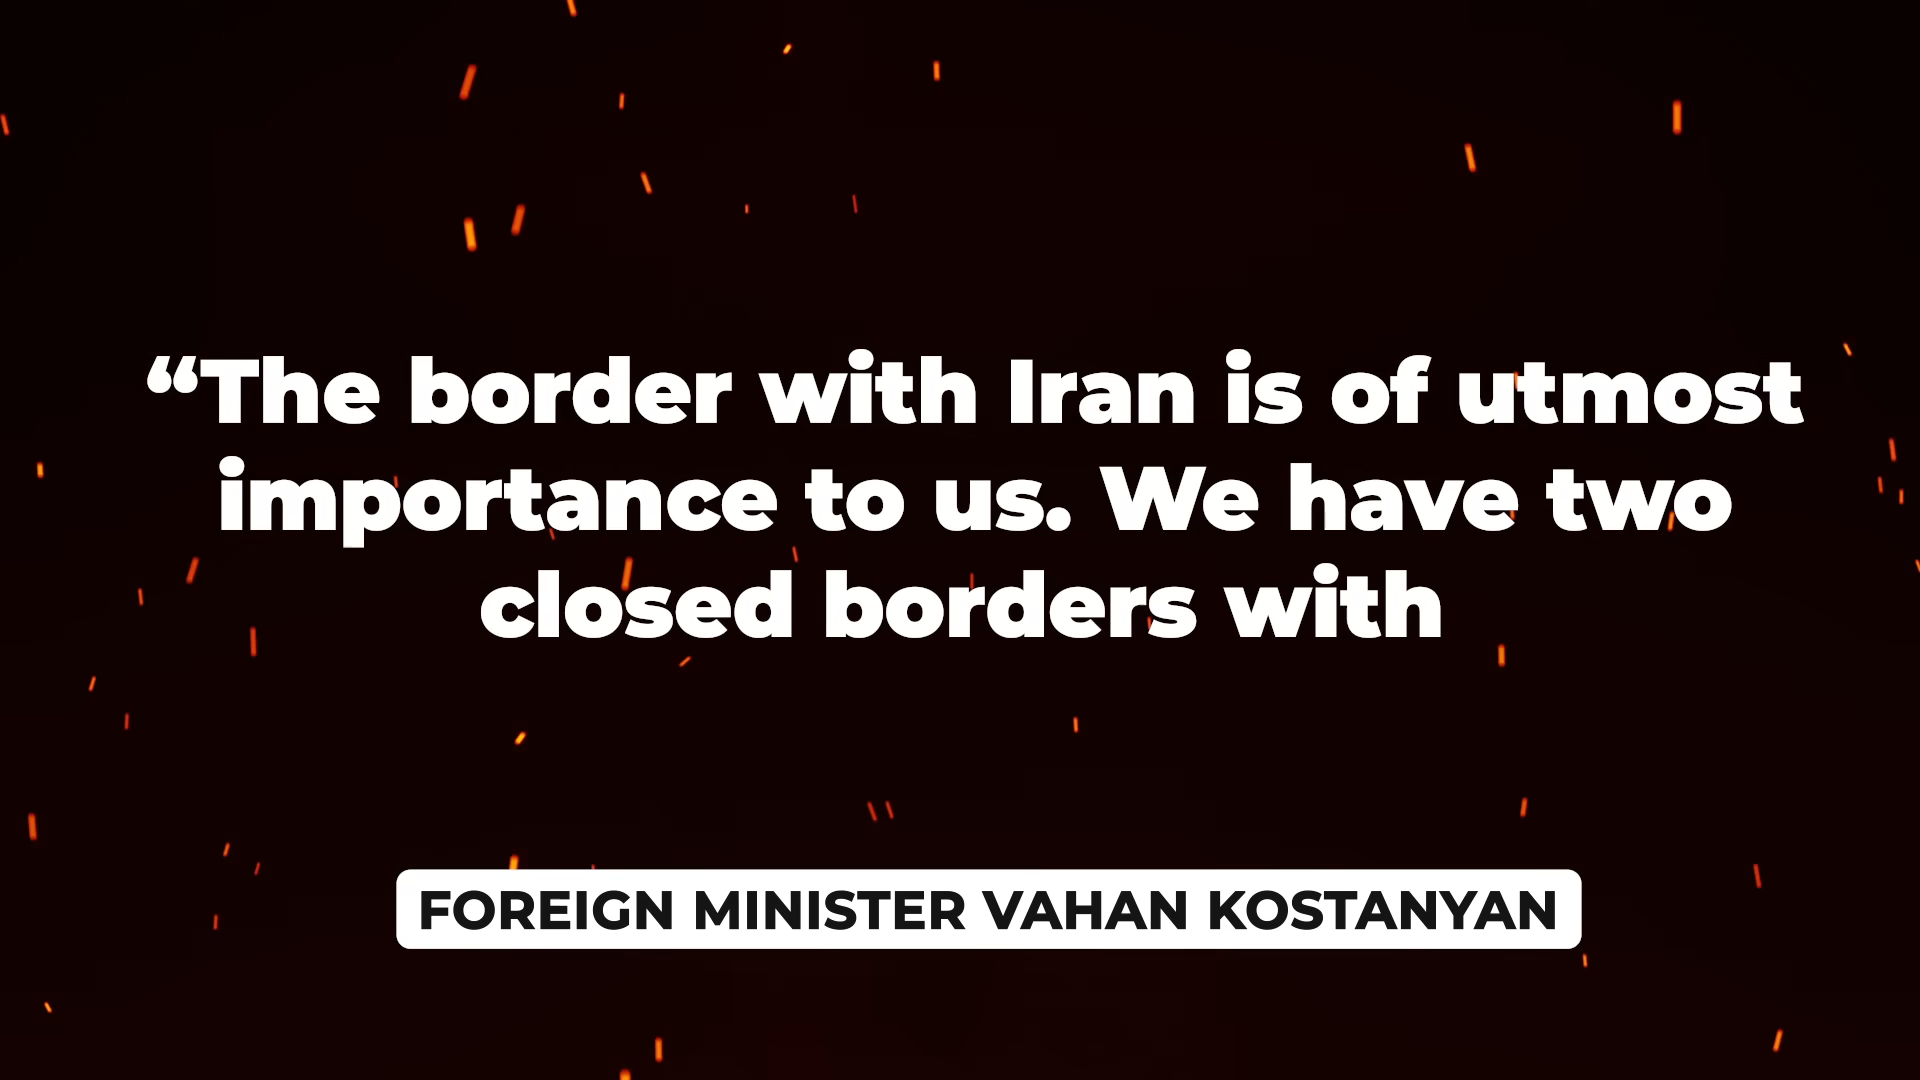 “The border with Iran is of utmost
importance to us. We have two
closed borders with
FOREIGN MINISTER VAHAN KOSTANYAN